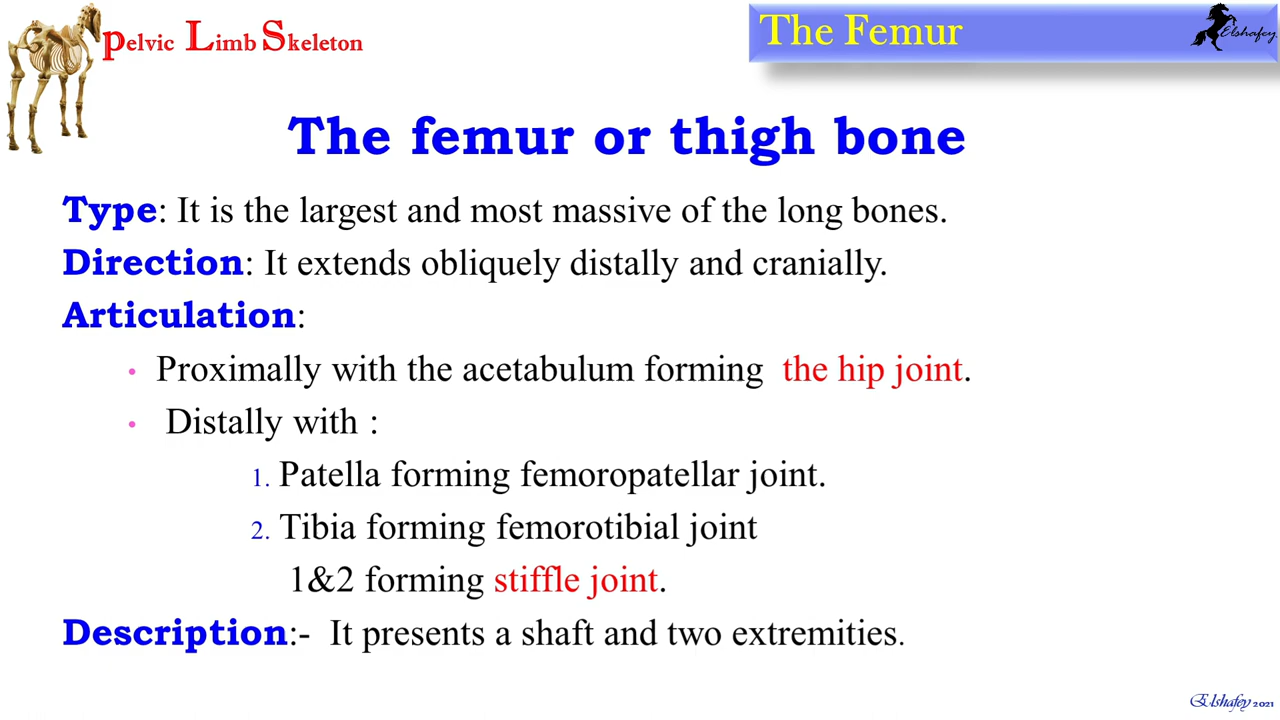 pelvic Limb Skeleton
The Femur
Elshafey
The femur or thigh bone
Type: It is the largest and most massive of the long bones.
Direction: It extends obliquely distally and cranially.
Articulation:
• Proximally with the acetabulum forming the hip joint.
• Distally with :
1. Patella forming femoropatellar joint.
2. Tibia forming femorotibial joint
1&2 forming stiffle joint.
Description:- It presents a shaft and two extremities.
Elshafey 2021